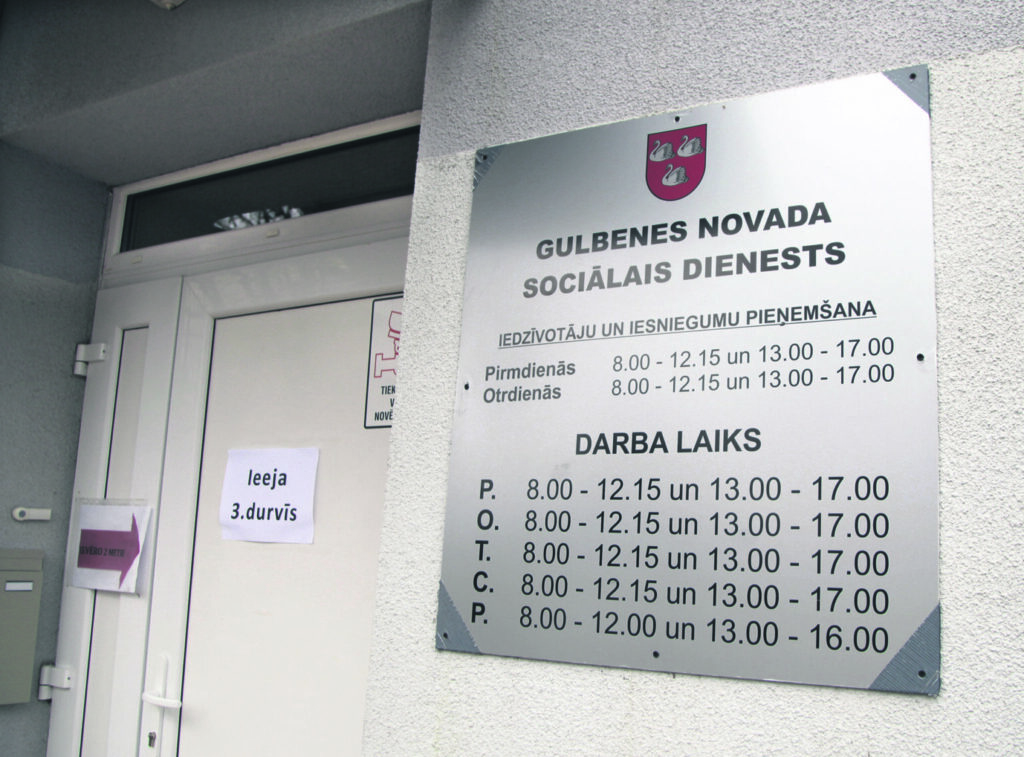 GULBENES NOVADA
SOCIĀLAIS DIENESTS
IEDZĪVOTĀJU UN IESNIEGUMU PIEŅEMŠANA
Pirmdienās 8.00 - 12.15 un 13.00 - 17.00
Otrdienās 8.00 - 12.15 un 13.00 - 17.00
DARBA LAIKS
P. 8.00 - 12.15 un 13.00 - 17.00
O. 8.00 - 12.15 un 13.00 - 17.00
T. 8.00 - 12.15 un 13.00 - 17.00
C. 8.00 - 12.15 un 13.00 - 17.00
P. 8.00 - 12.00 un 13.00 - 16.00
Ieeja
3.durvīs
2 METR
TIEK
V
NOVĒ